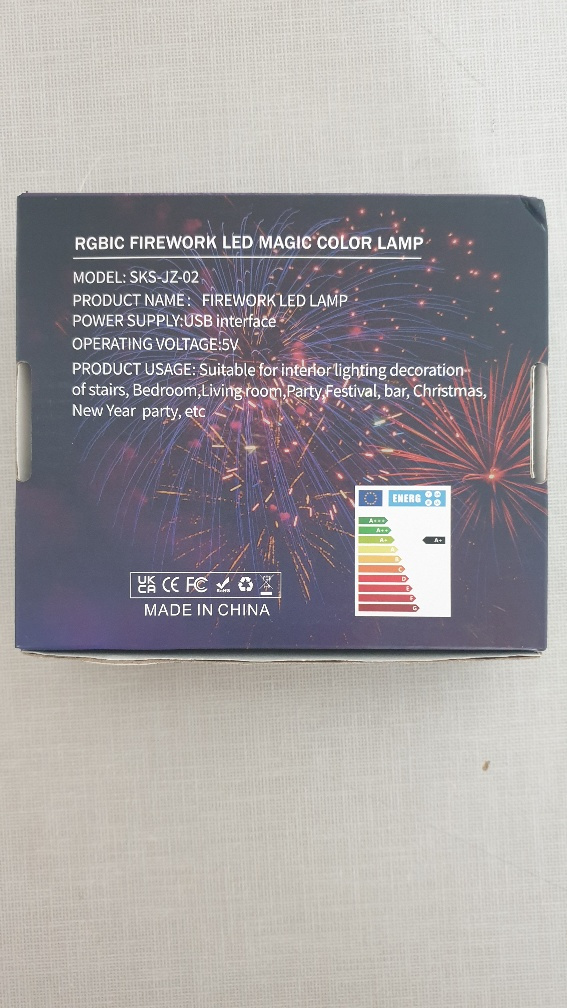 RGBIC FIREWORK LED MAGIC COLOR LAMP
MODEL: SKS-JZ-02
PRODUCT NAME: FIREWORK LED LAMP
POWER SUPPLY:USB interface
OPERATING VOLTAGE:5V
PRODUCT USAGE: Suitable for interior lighting decoration
of stairs, Bedroom,Living room,Party,Festival, bar, Christmas,
New Year party, etc
ENERG
A+++
A++
A+
A+
D
E
F
G
UK
CA CE FC RoHS
MADE IN CHINA